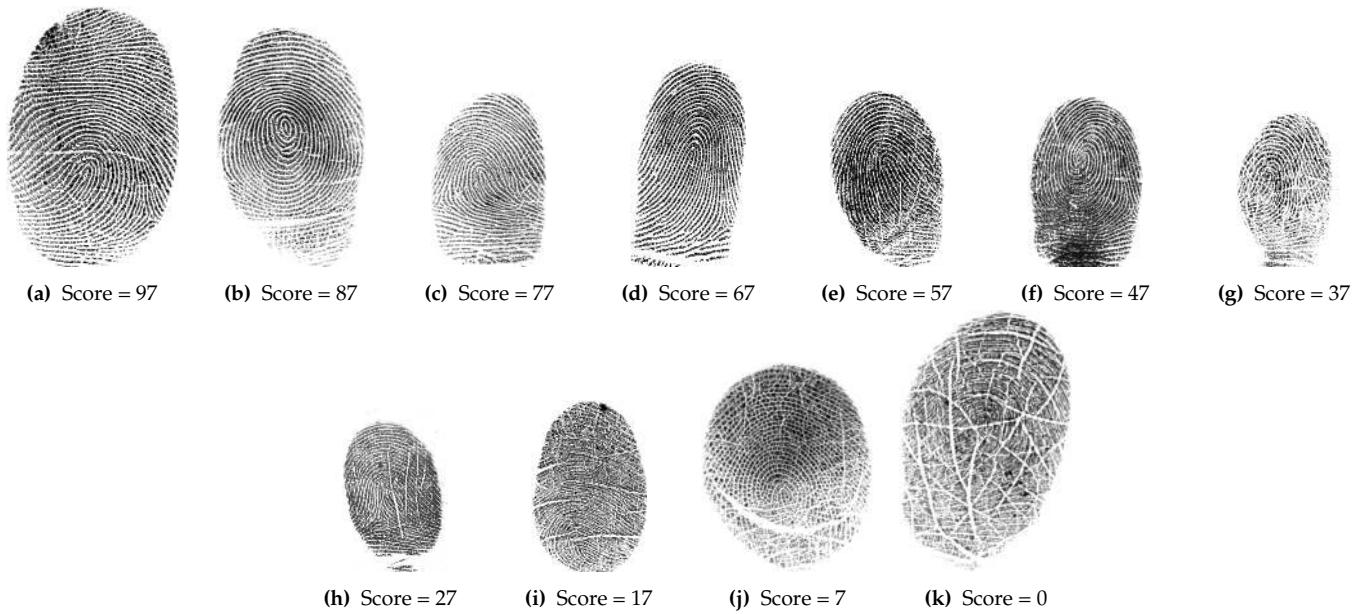 (a) Score = 97 (b) Score = 87 (c) Score = 77 (d) Score = 67 (e) Score = 57 (f) Score = 47 (g) Score = 37
(h) Score = 27 (i) Score = 17 (j) Score = 7 (k) Score = 0